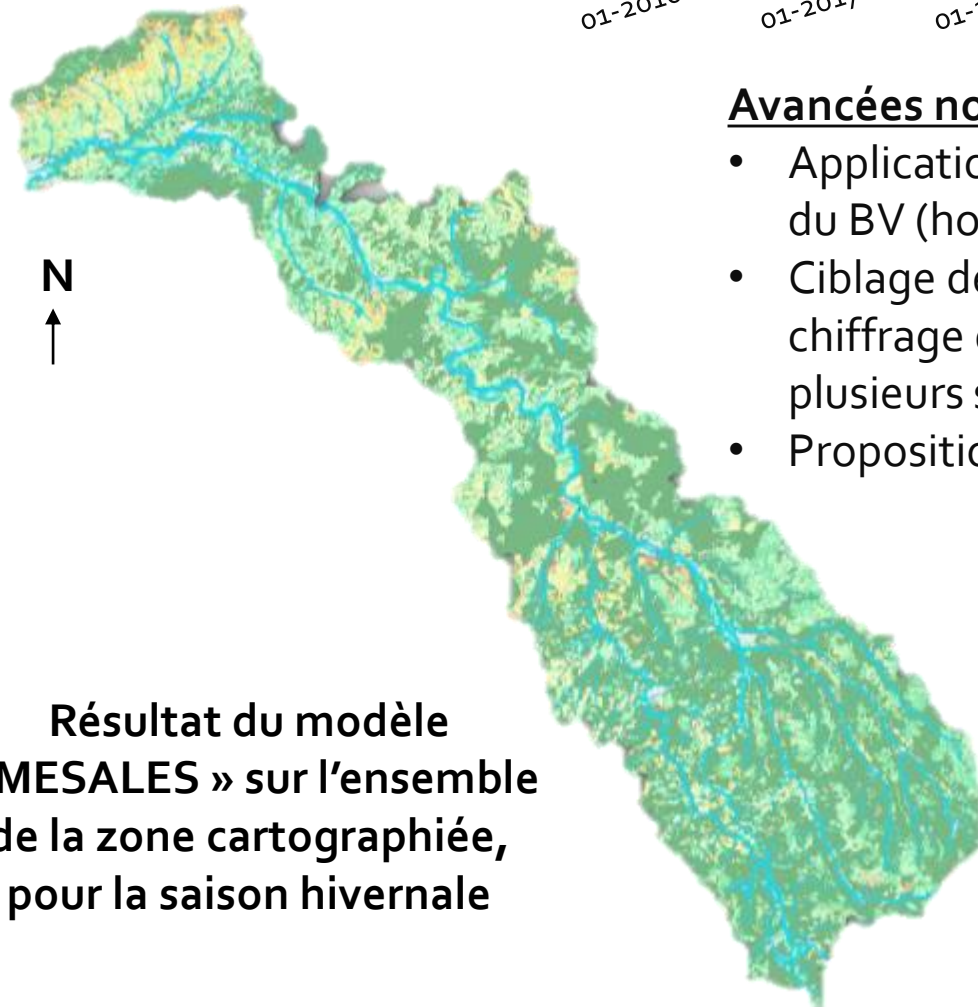 01-2016 01-2017 01-
Avancées no
• Applicatio
du BV (ho
• Ciblage de
chiffrage
plusieurs s
• Propositio
N
Résultat du modèle
MESALES » sur l’ensemble
de la zone cartographiée,
pour la saison hivernale